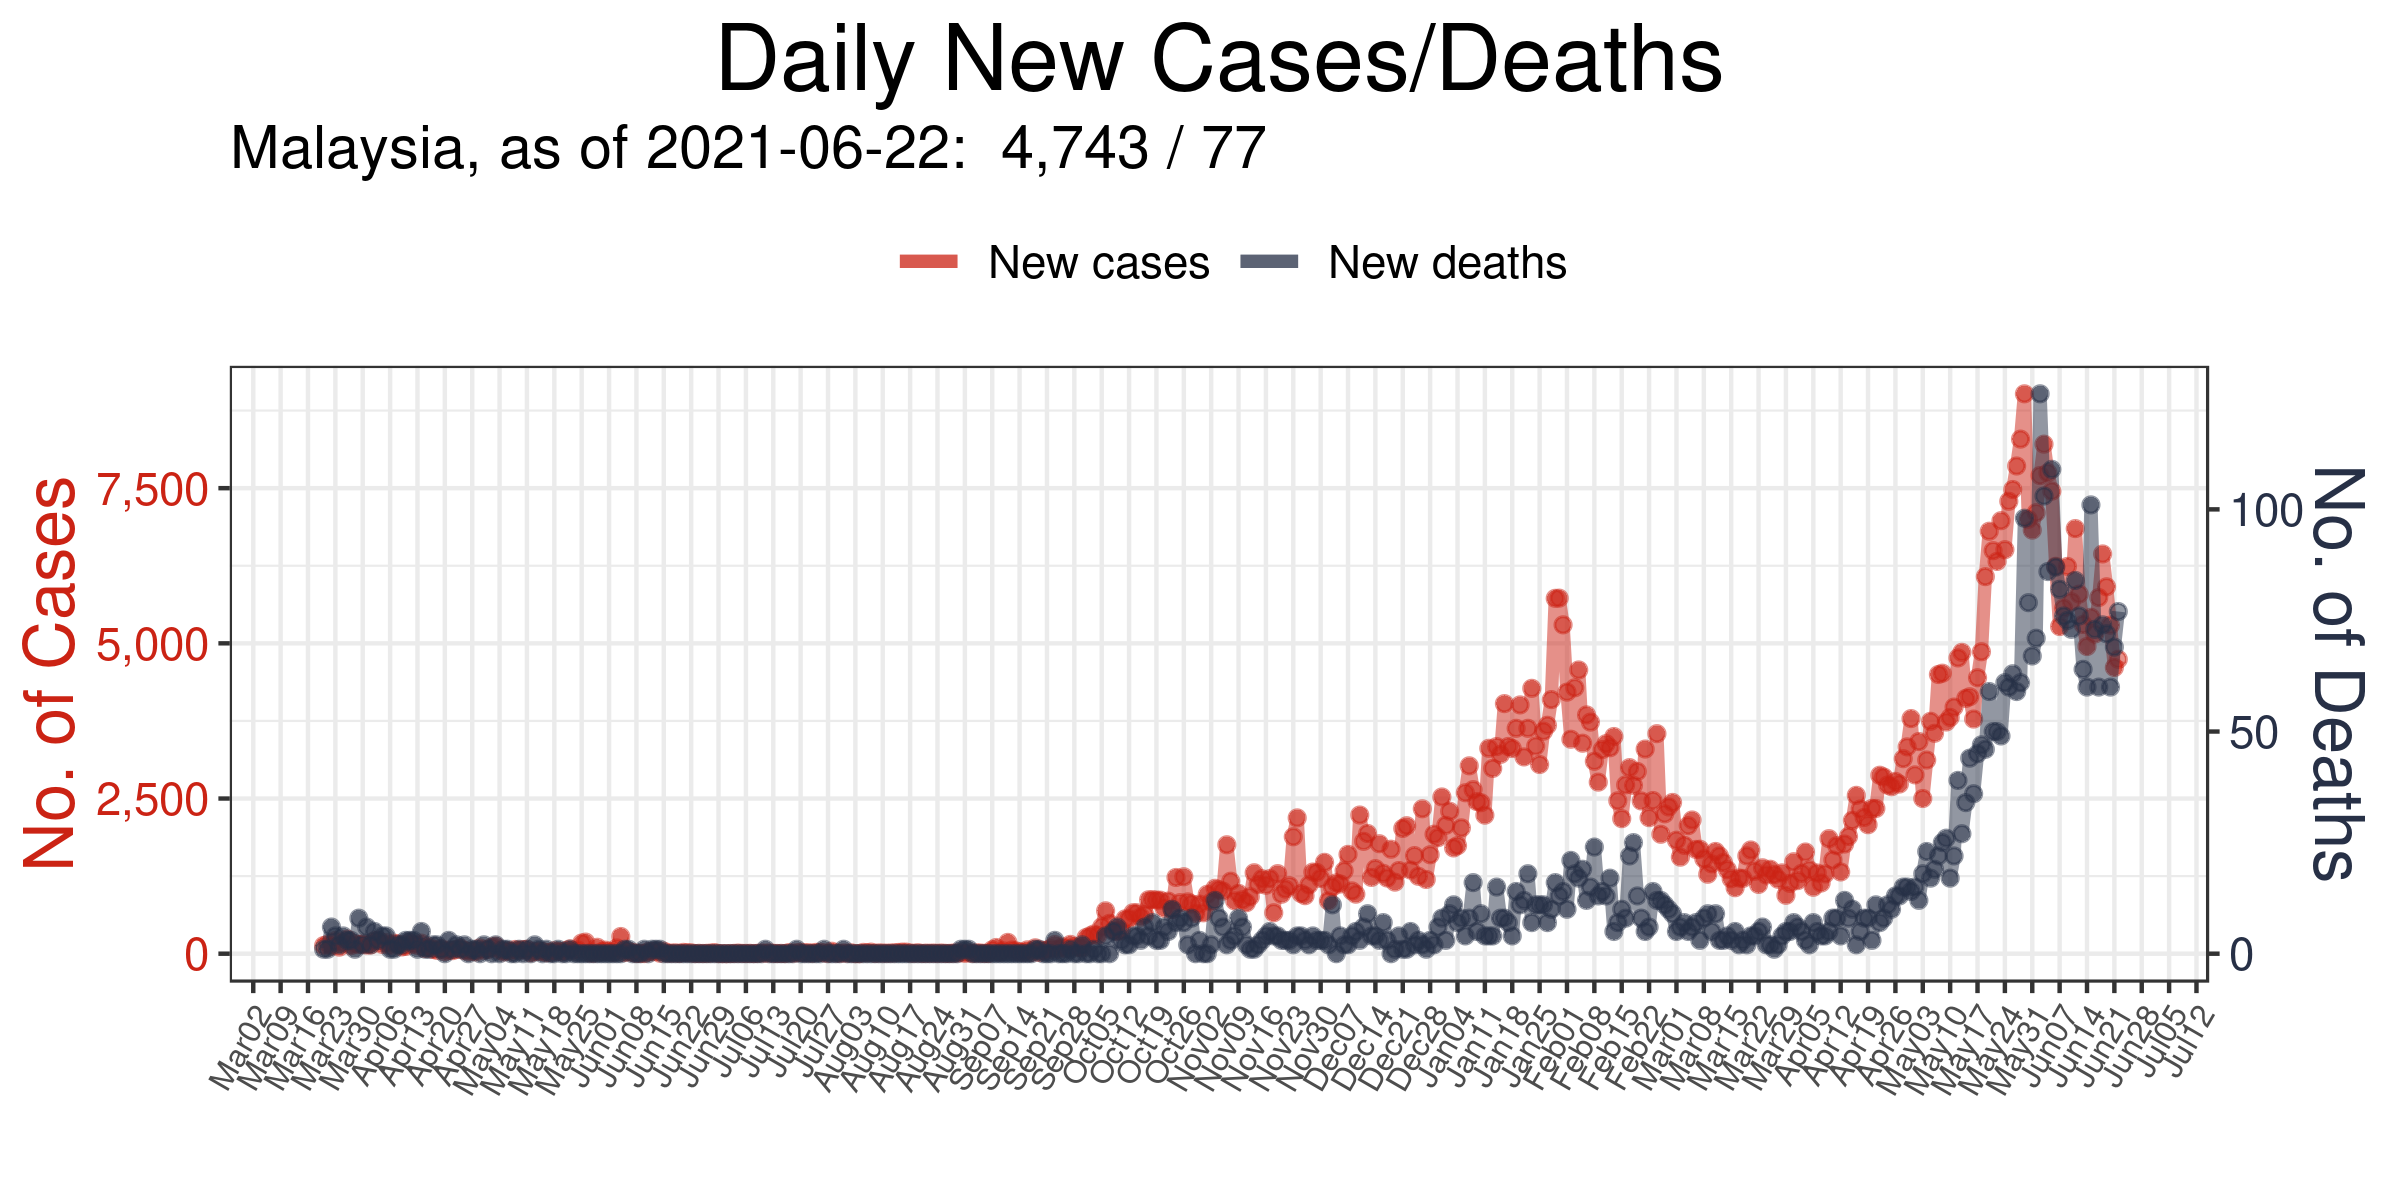 Daily New Cases/Deaths
Malaysia, as of 2021-06-22:  4,743 / 77
New cases
New deaths
No. of Cases
7,500
5,000
2,500
0
100
50
0
No. of Deaths
Mar02
Mar09
Mar16
Mar23
Mar30
Apr06
Apr13
Apr20
Apr27
May04
May11
May18
May25
Jun01
Jun08
Jun15
Jun22
Jun29
Jul06
Jul13
Jul20
Jul27
Aug03
Aug10
Aug17
Aug24
Aug31
Sep07
Sep14
Sep21
Sep28
Oct05
Oct12
Oct19
Oct26
Nov02
Nov09
Nov16
Nov23
Nov30
Dec07
Dec14
Dec21
Dec28
Jan04
Jan11
Jan18
Jan25
Feb01
Feb08
Feb15
Feb22
Mar01
Mar08
Mar15
Mar22
Mar29
Apr05
Apr12
Apr19
Apr26
May03
May10
May17
May24
May31
Jun07
Jun14
Jun21
Jun28
Jul05
Jul12